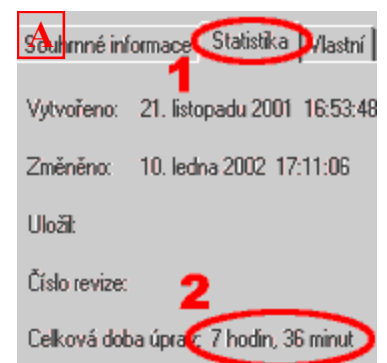 A
Souhrnné informace Statistika Vlastní
1
Vytvořeno: 21. listopadu 2001 16:53:48
Změněno: 10. ledna 2002 17:11:06
Uložil:
Číslo revize:
2
Celková doba úprav: 7 hodin, 36 minut